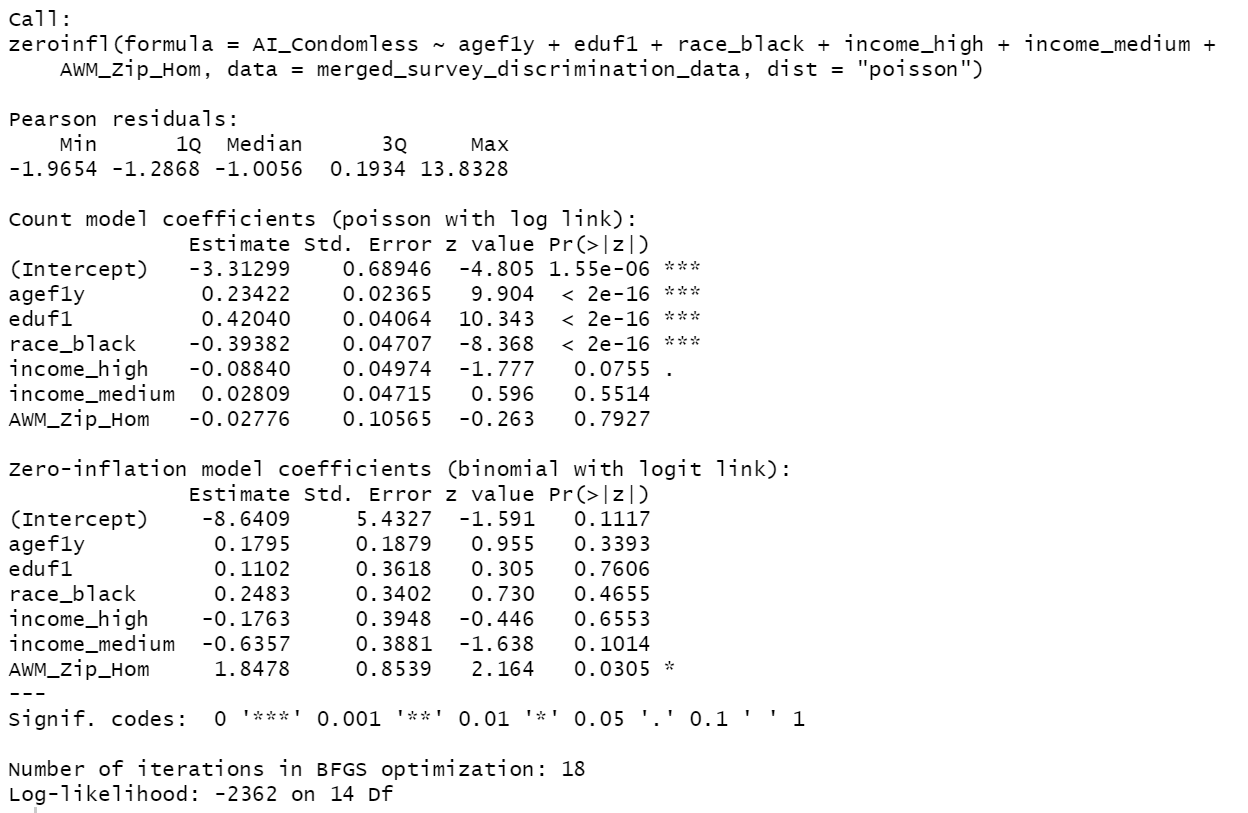 Call:
zeroinfl(formula = AI_Condomless ~ agef1y + eduf1 + race_black + income_high + income_medium +
    AWM_Zip_Hom, data = merged_survey_discrimination_data, dist = "poisson")

Pearson residuals:
    Min      1Q  Median      3Q     Max
-1.9654 -1.2868 -1.0056  0.1934 13.8328

Count model coefficients (poisson with log link):
              Estimate Std. Error z value Pr(>|z|)
(Intercept)   -3.31299    0.68946  -4.805 1.55e-06 ***
agef1y         0.23422    0.02365   9.904  < 2e-16 ***
eduf1          0.42040    0.04064  10.343  < 2e-16 ***
race_black    -0.39382    0.04707  -8.368  < 2e-16 ***
income_high   -0.08840    0.04974  -1.777   0.0755 .
income_medium  0.02809    0.04715   0.596   0.5514
AWM_Zip_Hom   -0.02776    0.10565  -0.263   0.7927

Zero-inflation model coefficients (binomial with logit link):
              Estimate Std. Error z value Pr(>|z|)
(Intercept)    -8.6409     5.4327  -1.591   0.1117
agef1y          0.1795     0.1879   0.955   0.3393
eduf1           0.1102     0.3618   0.305   0.7606
race_black      0.2483     0.3402   0.730   0.4655
income_high    -0.1763     0.3948  -0.446   0.6553
income_medium  -0.6357     0.3881  -1.638   0.1014
AWM_Zip_Hom     1.8478     0.8539   2.164   0.0305 *
---
Signif. codes:  0 '***' 0.001 '**' 0.01 '*' 0.05 '.' 0.1 ' ' 1

Number of iterations in BFGS optimization: 18
Log-likelihood: -2362 on 14 Df